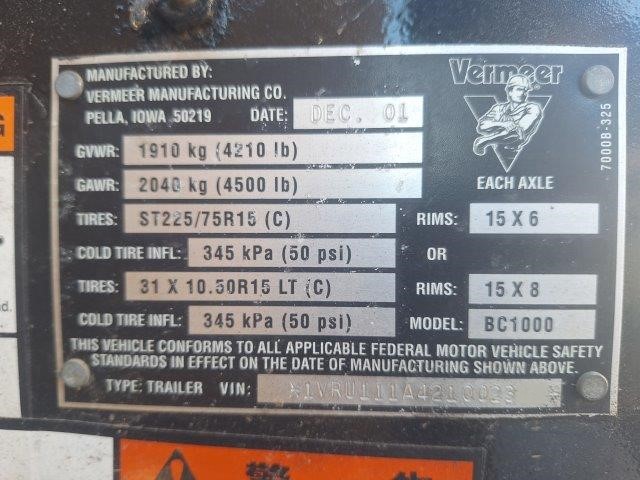 MANUFACTURED BY:
VERMEER MANUFACTURING CO.
PELLA, IOWA 50219 DATE: DEC. 01
Vermeer
GVWR: 1910 kg (4210 lb)
GAWR: 2040 kg (4500 lb) EACH AXLE
7000B-325
TIRES: ST225/75R15 (C) RIMS: 15 X 6
COLD TIRE INFL: 345 kPa (50 psi) OR
TIRES: 31 X 10.50R15 LT (C) RIMS: 15 X 8
COLD TIRE INFL: 345 kPa (50 psi) MODEL: BC1000
THIS VEHICLE CONFORMS TO ALL APPLICABLE FEDERAL MOTOR VEHICLE SAFETY
STANDARDS IN EFFECT ON THE DATE OF MANUFACTURING SHOWN ABOVE.
TYPE: TRAILER VIN: